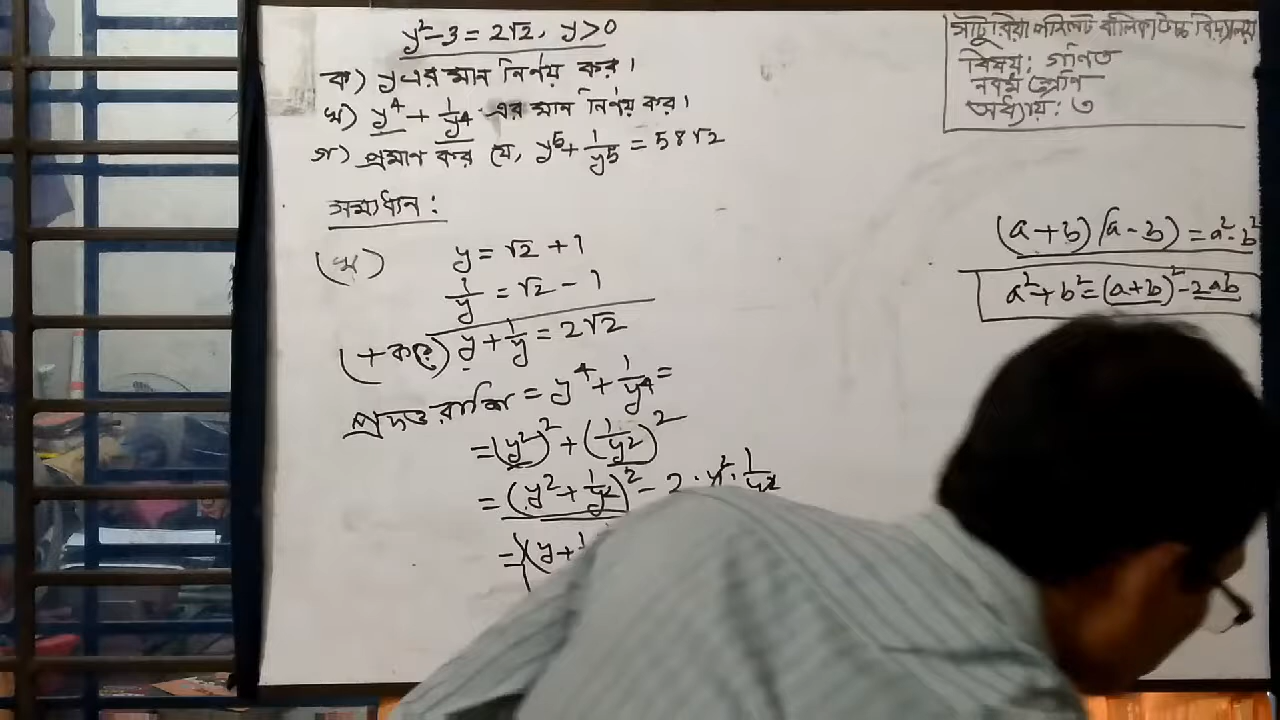 y²-3 = 2√2, y>0
ক) y এর মান নির্ণয় কর।
খ) y⁴ + 1/y⁴ এর মান নির্ণয় কর।
গ) প্রমাণ কর যে, y⁵ + 1/y⁵ = 58√2
সমাধান:
(খ) y = √2 + 1
1/y = √2 - 1
(+ করে) y + 1/y = 2√2
প্রদত্ত রাশি = y⁴ + 1/y⁴ =
= (y²)² + (1/y²)²
= (y² + 1/y²)² - 2 · y² · 1/y²
= {(y +
বালিকা উচ্চ বিদ্যালয়
বিষয়: গণিত
নবম শ্রেণি
অধ্যায়: ৩
(a + b) (a - b) = a² - b²
a² + b² = (a+b)² - 2ab